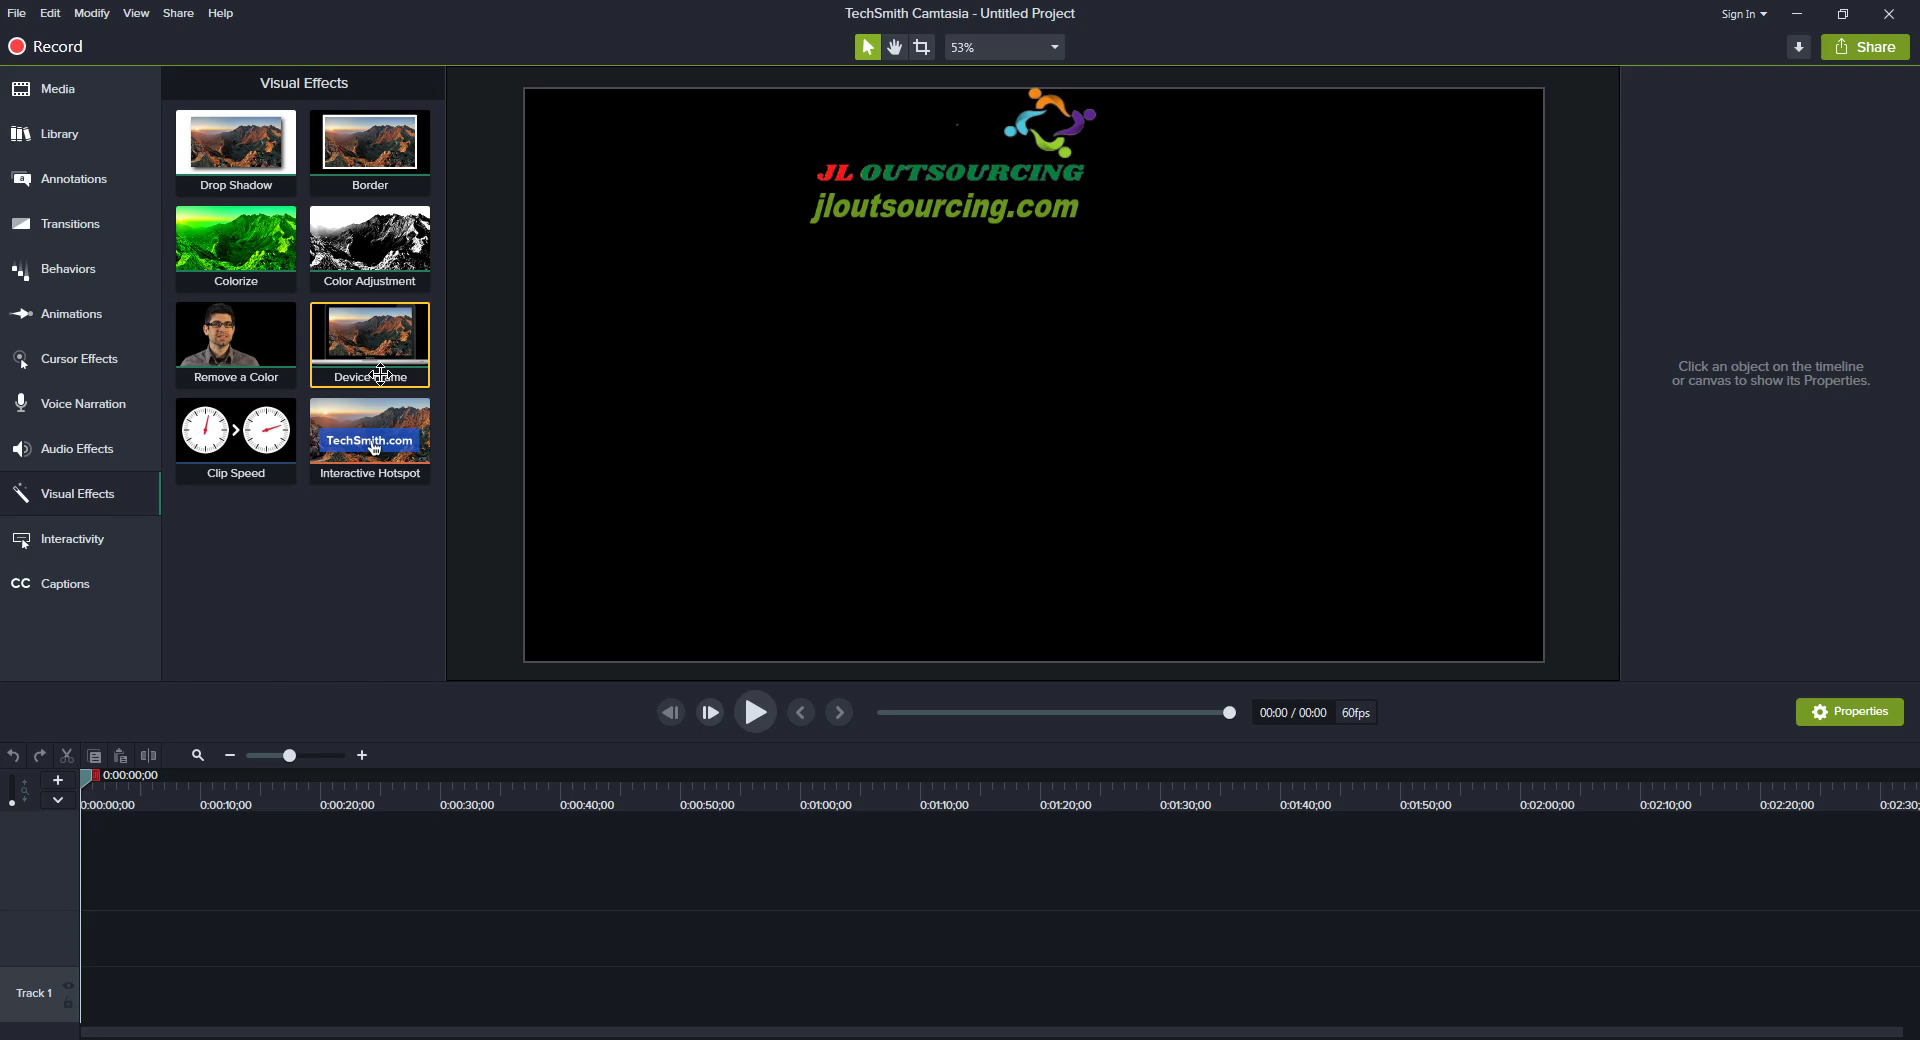 File Edit Modify View Share Help
TechSmith Camtasia - Untitled Project
Sign In
Record
53%
Share
Media
Library
Annotations
Transitions
Behaviors
Animations
Cursor Effects
Voice Narration
Audio Effects
Visual Effects
Interactivity
CC Captions
Visual Effects
Drop Shadow
Border
Colorize
Color Adjustment
Remove a Color
Clip Speed
TechSmith.com
Interactive Hotspot
JL OUTSOURCING
jloutsourcing.com
Click an object on the timeline
or canvas to show its Properties.
00:00 / 00:00 60fps
Properties
0:00:00;00
0:00:00;00 0:00:10;00 0:00:20;00 0:00:30;00 0:00:40;00 0:00:50;00 0:01:00;00 0:01:10;00 0:01:20;00 0:01:30;00 0:01:40;00 0:01:50;00 0:02:00;00 0:02:10;00 0:02:20;00 0:02:30;
Track 1